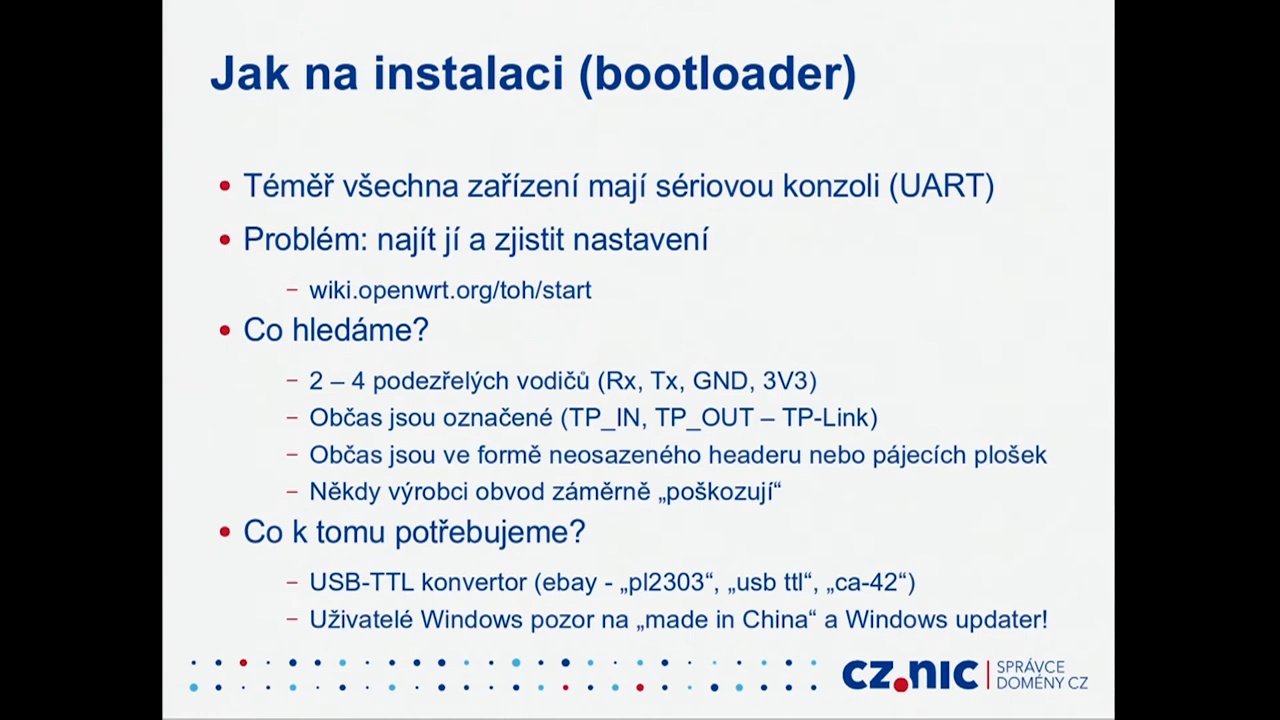 Jak na instalaci (bootloader)
• Téměř všechna zařízení mají sériovou konzoli (UART)
• Problém: najít jí a zjistit nastavení
– wiki.openwrt.org/toh/start
• Co hledáme?
– 2 – 4 podezřelých vodičů (Rx, Tx, GND, 3V3)
– Občas jsou označené (TP_IN, TP_OUT – TP-Link)
– Občas jsou ve formě neosazeného headeru nebo pájecích plošek
– Někdy výrobci obvod záměrně „poškozují“
• Co k tomu potřebujeme?
– USB-TTL konvertor (ebay - „pl2303“, „usb ttl“, „ca-42“)
– Uživatelé Windows pozor na „made in China“ a Windows updater!
CZ.NIC | SPRÁVCE
DOMÉNY CZ